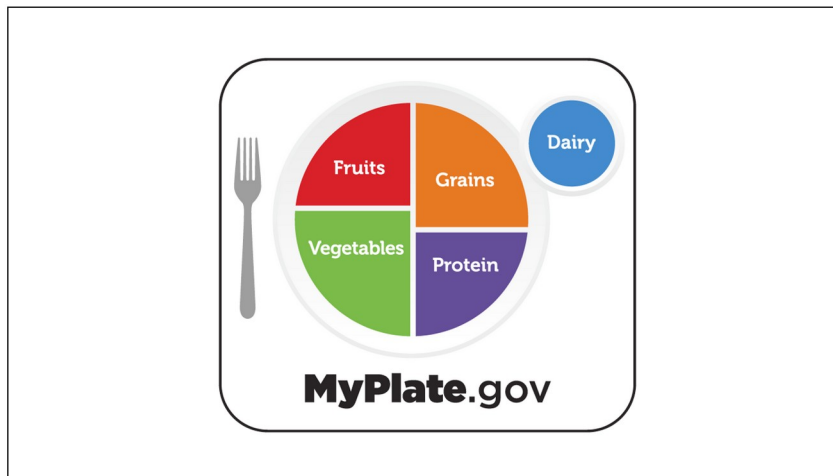 Fruits
Grains
Dairy
Vegetables
Protein
MyPlate.gov